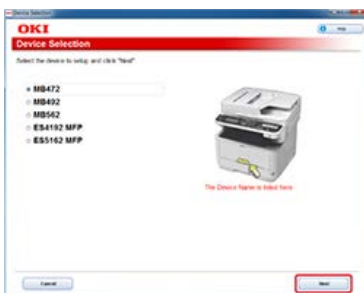 Device Selection
OKI
Device Selection
Select the device to setup and click "Next".
MB472
MB492
MB562
ES4192 MFP
ES5162 MFP
The Device Name is listed here
Cancel
Next